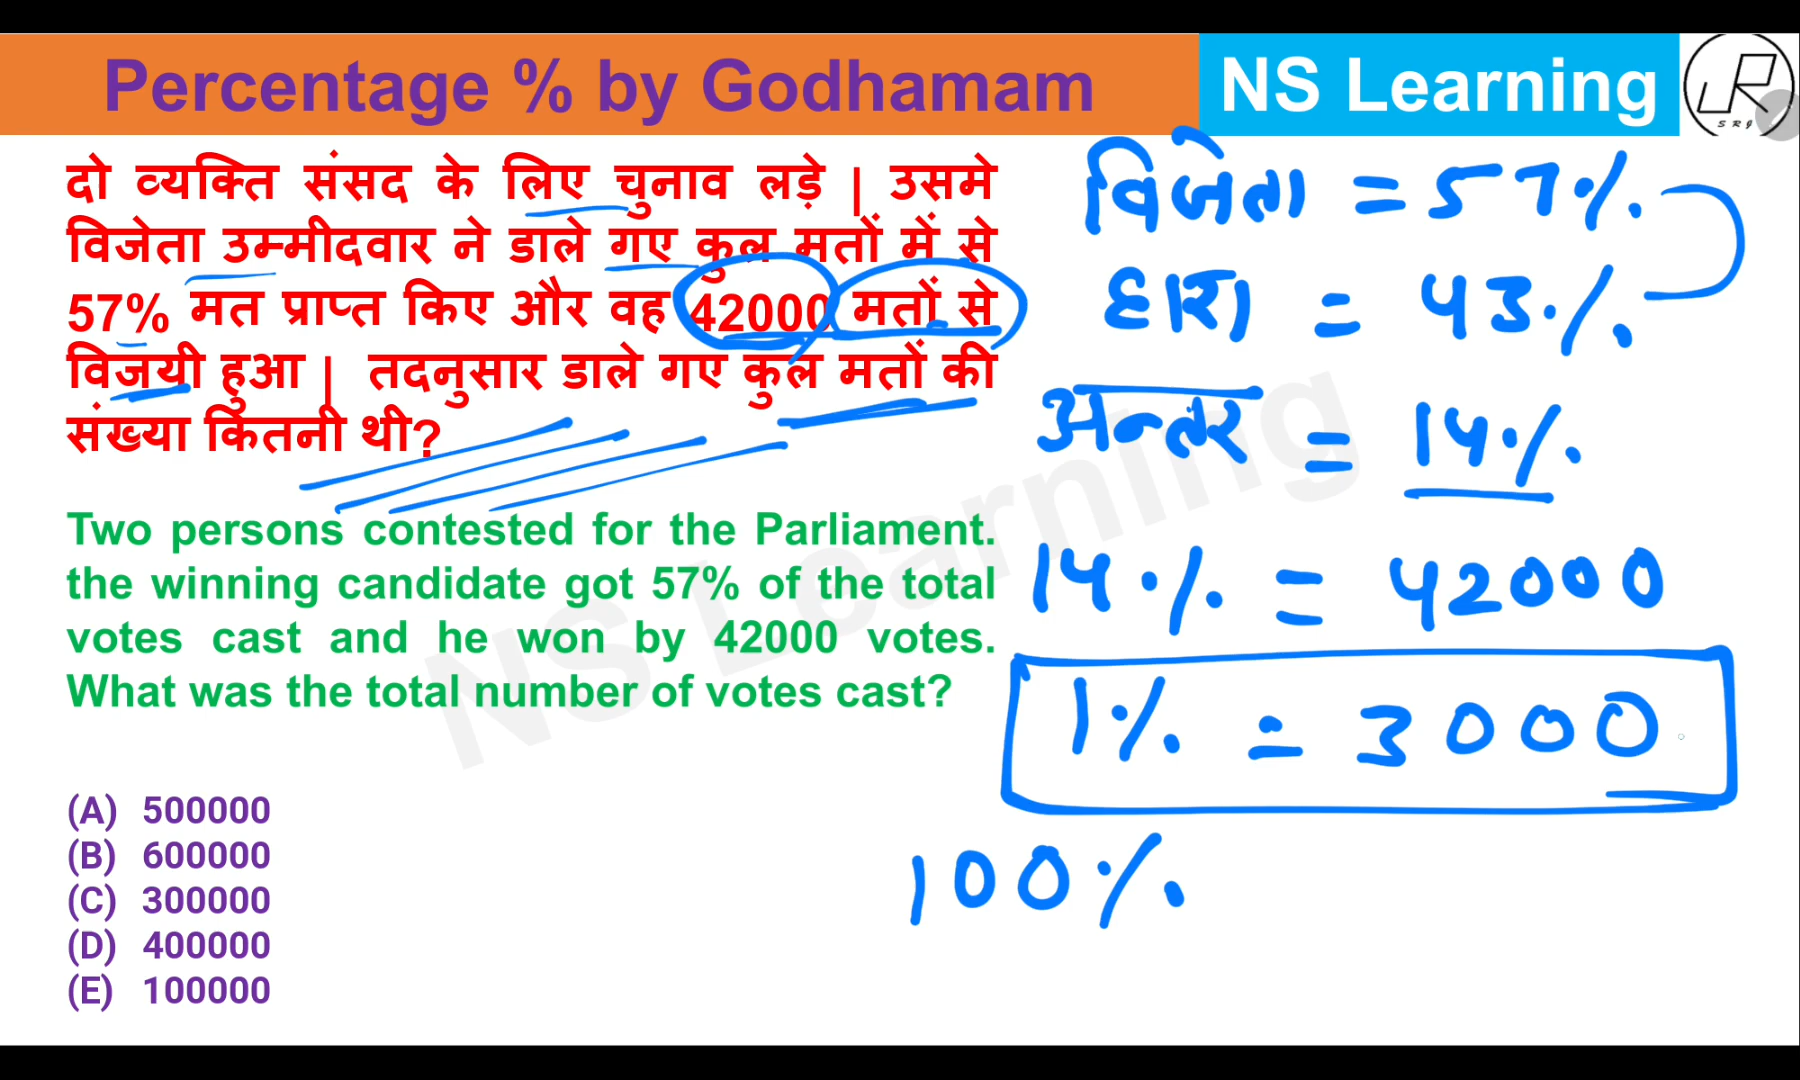 Percentage % by Godhamam
NS Learning
SRJ
दो व्यक्ति संसद के लिए चुनाव लड़े | उसमे
विजेता उम्मीदवार ने डाले गए कुल मतों में से
57% मत प्राप्त किए और वह 42000 मतों से
विजयी हुआ | तदनुसार डाले गए कुल मतों की
संख्या कितनी थी?
Two persons contested for the Parliament.
the winning candidate got 57% of the total
votes cast and he won by 42000 votes.
What was the total number of votes cast?
(A) 500000
(B) 600000
(C) 300000
(D) 400000
(E) 100000
विजेता = 57%
हारा = 43%
अन्तर = 14%
14% = 42000
1% = 3000
100%
NS Learning